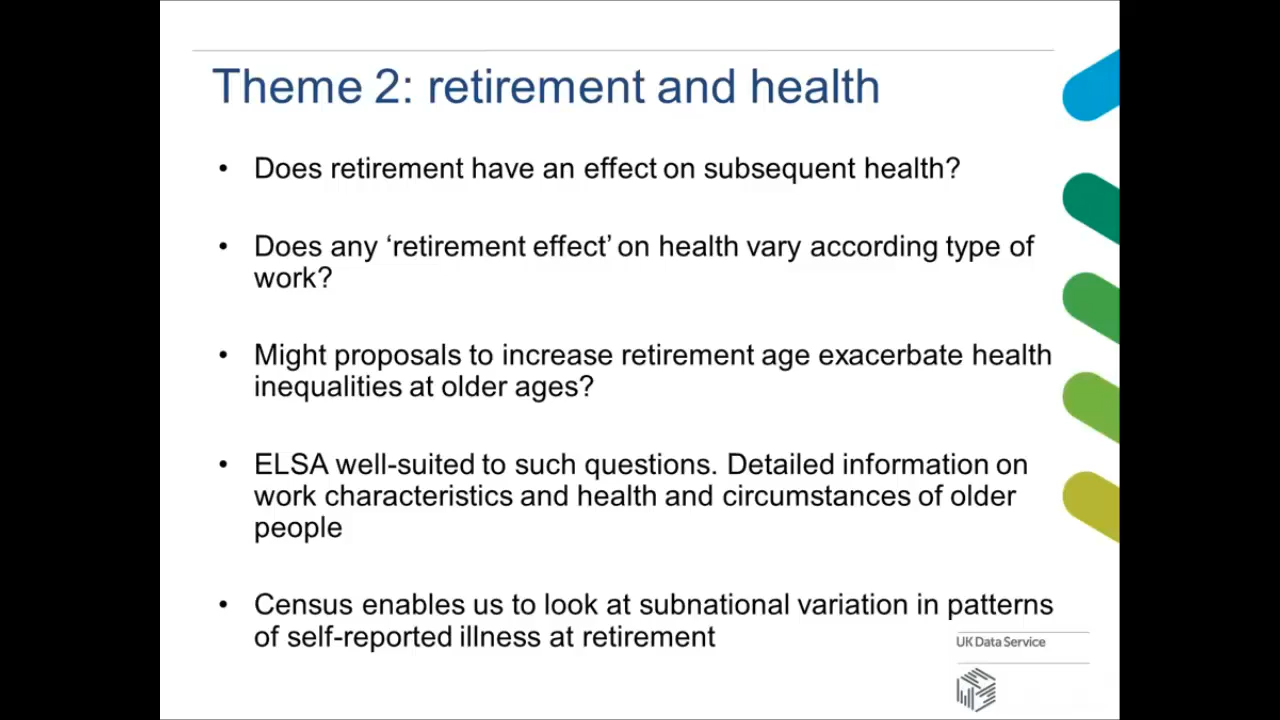 Theme 2: retirement and health
• Does retirement have an effect on subsequent health?
• Does any ‘retirement effect’ on health vary according type of
work?
• Might proposals to increase retirement age exacerbate health
inequalities at older ages?
• ELSA well-suited to such questions. Detailed information on
work characteristics and health and circumstances of older
people
• Census enables us to look at subnational variation in patterns
of self-reported illness at retirement
UK Data Service